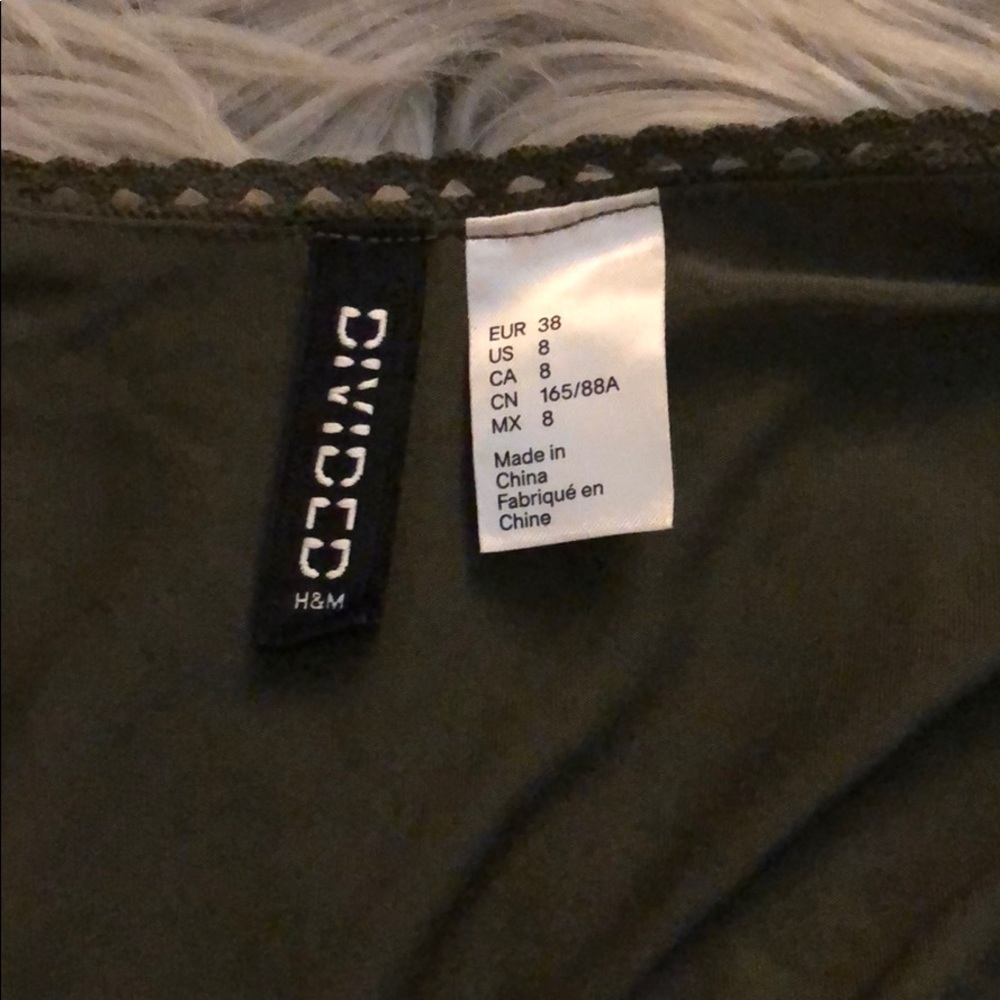 DIVIDED
H&M
EUR 38
US 8
CA 8
CN 165/88A
MX 8
Made in
China
Fabriqué en
Chine